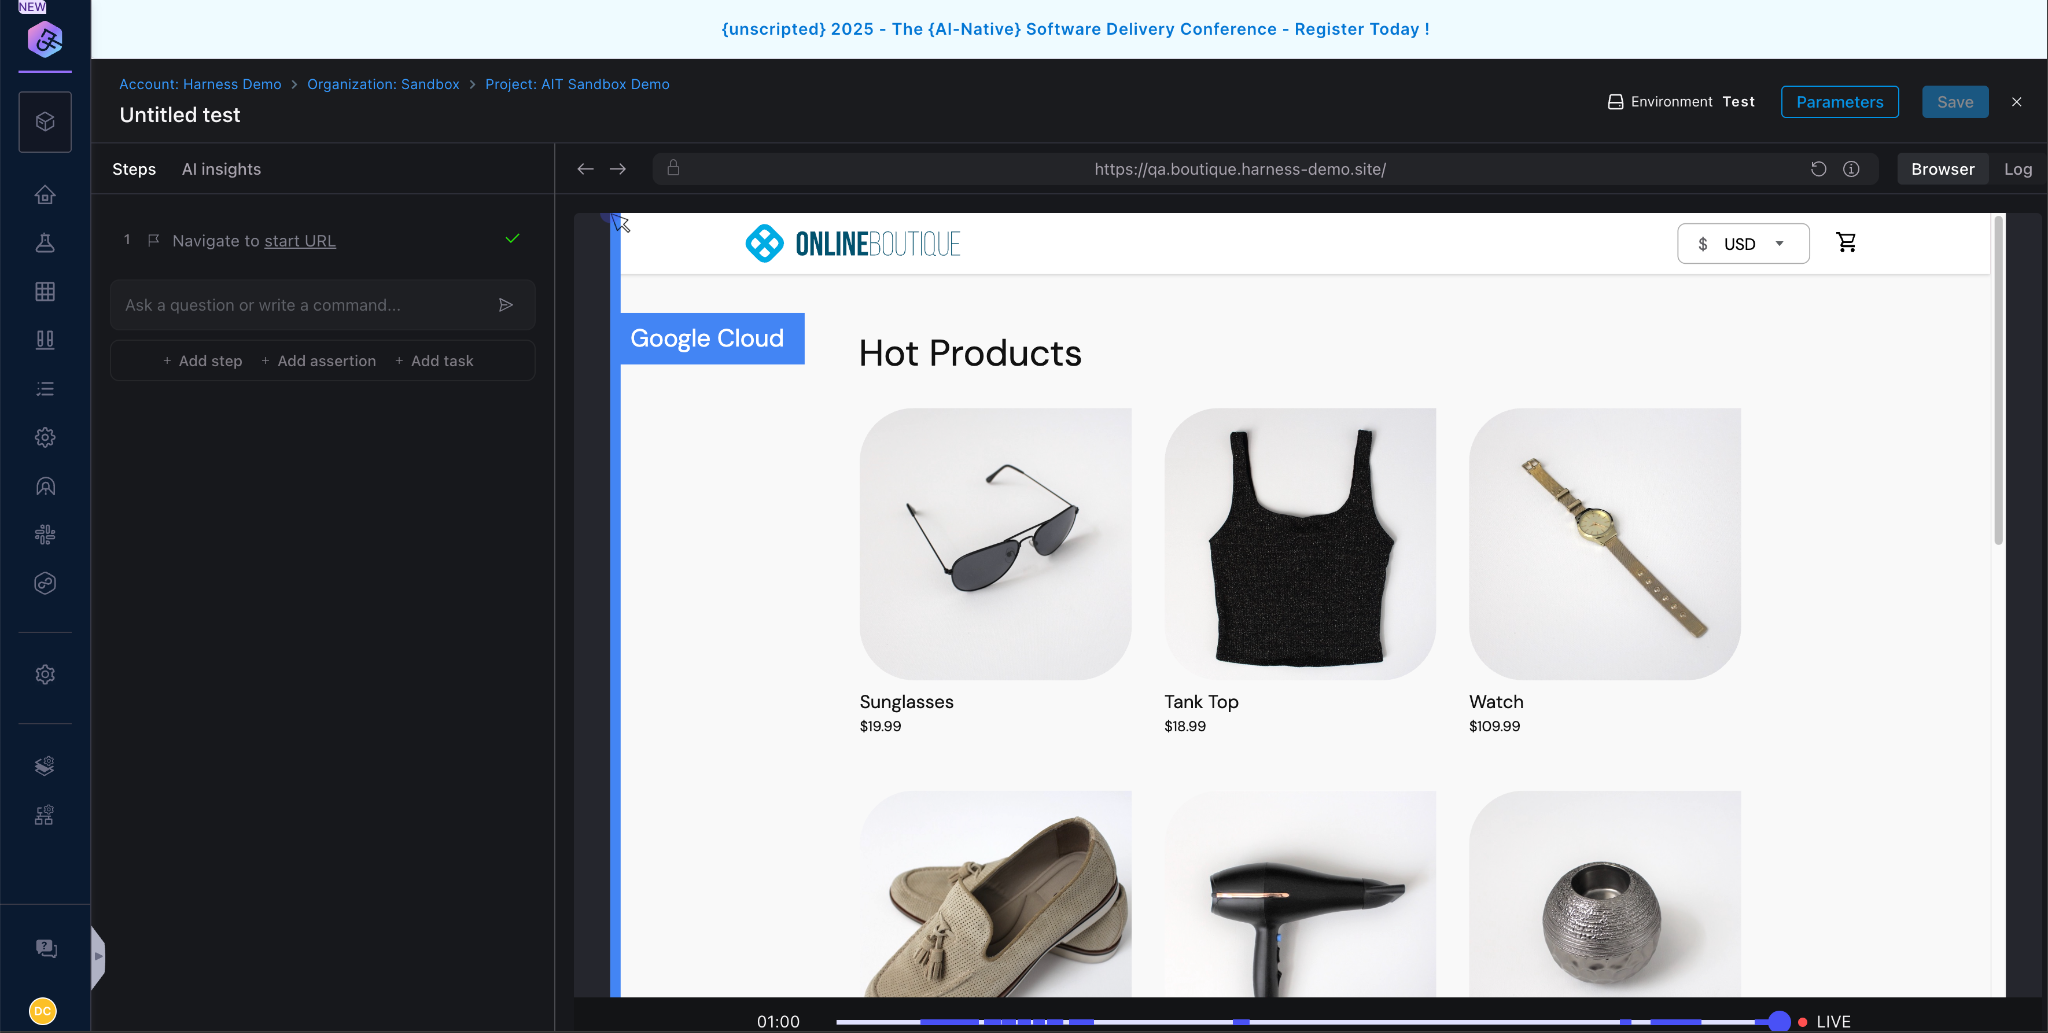 NEW
{unscripted} 2025 - The {AI-Native} Software Delivery Conference - Register Today !
Account: Harness Demo > Organization: Sandbox > Project: AIT Sandbox Demo
Untitled test
Environment Test
Parameters
Save
Steps
AI insights
https://qa.boutique.harness-demo.site/
Browser
Log
1 Navigate to start URL
Ask a question or write a command...
+ Add step + Add assertion + Add task
ONLINEBOUTIQUE
$ USD
Google Cloud
Hot Products
Sunglasses
$19.99
Tank Top
$18.99
Watch
$109.99
01:00
LIVE
DC